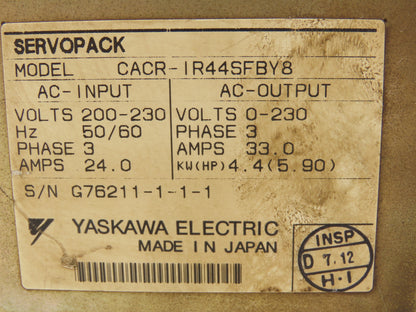 SERVOPACK
MODEL CACR-IR44SFBY8
AC-INPUT AC-OUTPUT
VOLTS 200-230 VOLTS 0-230
Hz 50/60 PHASE 3
PHASE 3 AMPS 33.0
AMPS 24.0 KW(HP) 4.4(5.90)
S/N G76211-1-1-1
YASKAWA ELECTRIC
MADE IN JAPAN
INSP
D 7.12
H.I